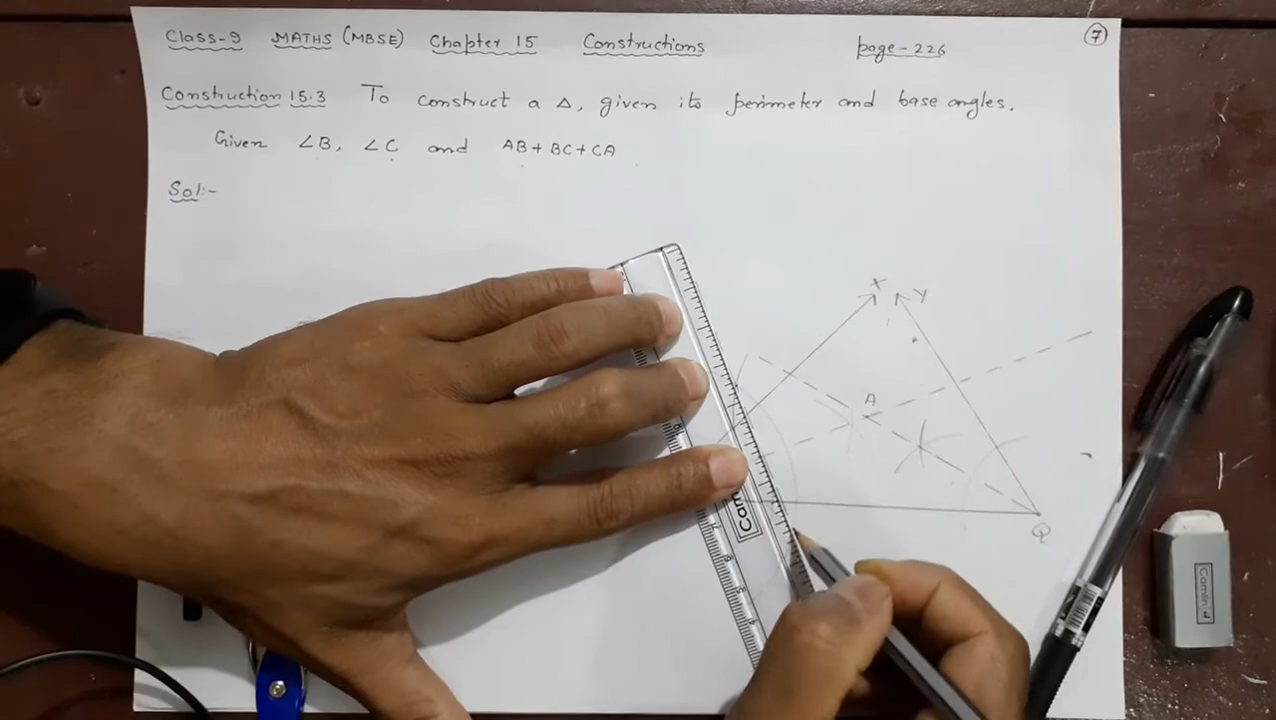 Class-9 MATHS (MBSE) Chapter 15 Constructions page-226 7
Construction 15.3 To construct a Δ, given its perimeter and base angles.
Given ∠B, ∠C and AB+BC+CA
Sol:-
X Y
A
Q
Camlin